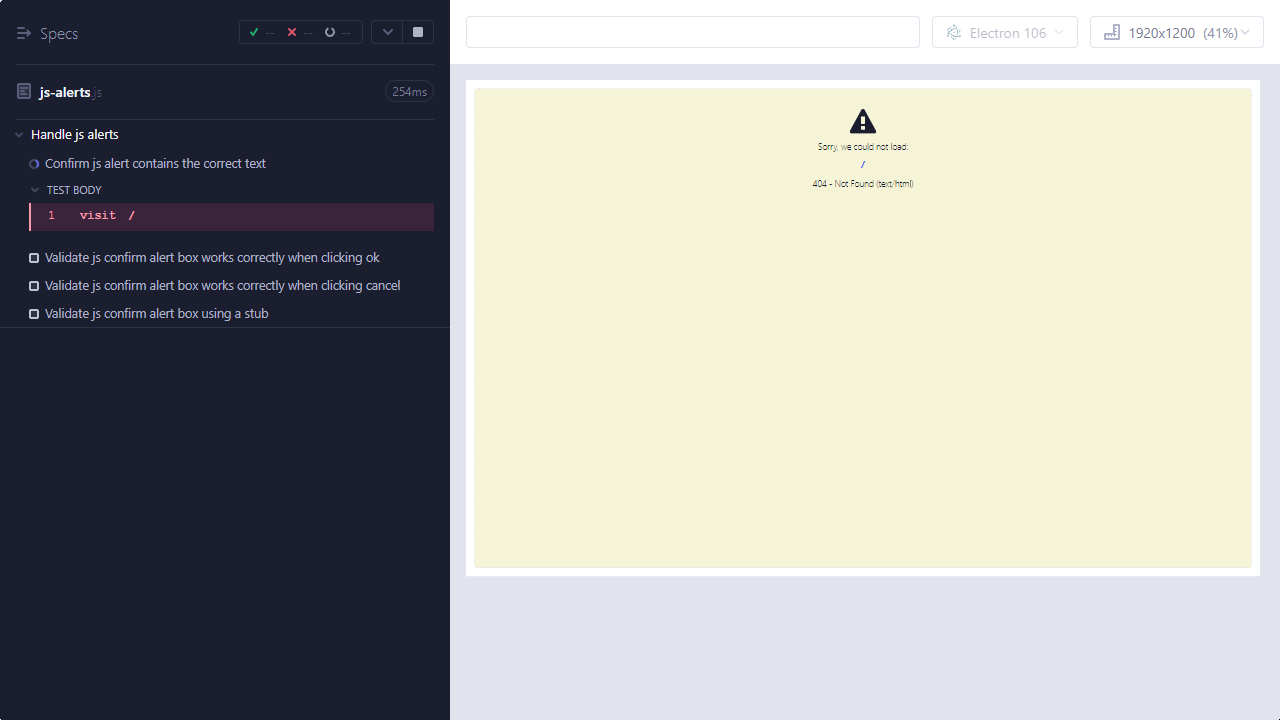 Specs
-- -- --
js-alerts.js 254ms
Handle js alerts
Confirm js alert contains the correct text
TEST BODY
1 visit /
Validate js confirm alert box works correctly when clicking ok
Validate js confirm alert box works correctly when clicking cancel
Validate js confirm alert box using a stub
Electron 106
1920x1200 (41%)
Sorry, we could not load:
/
404 - Not Found (text/html)